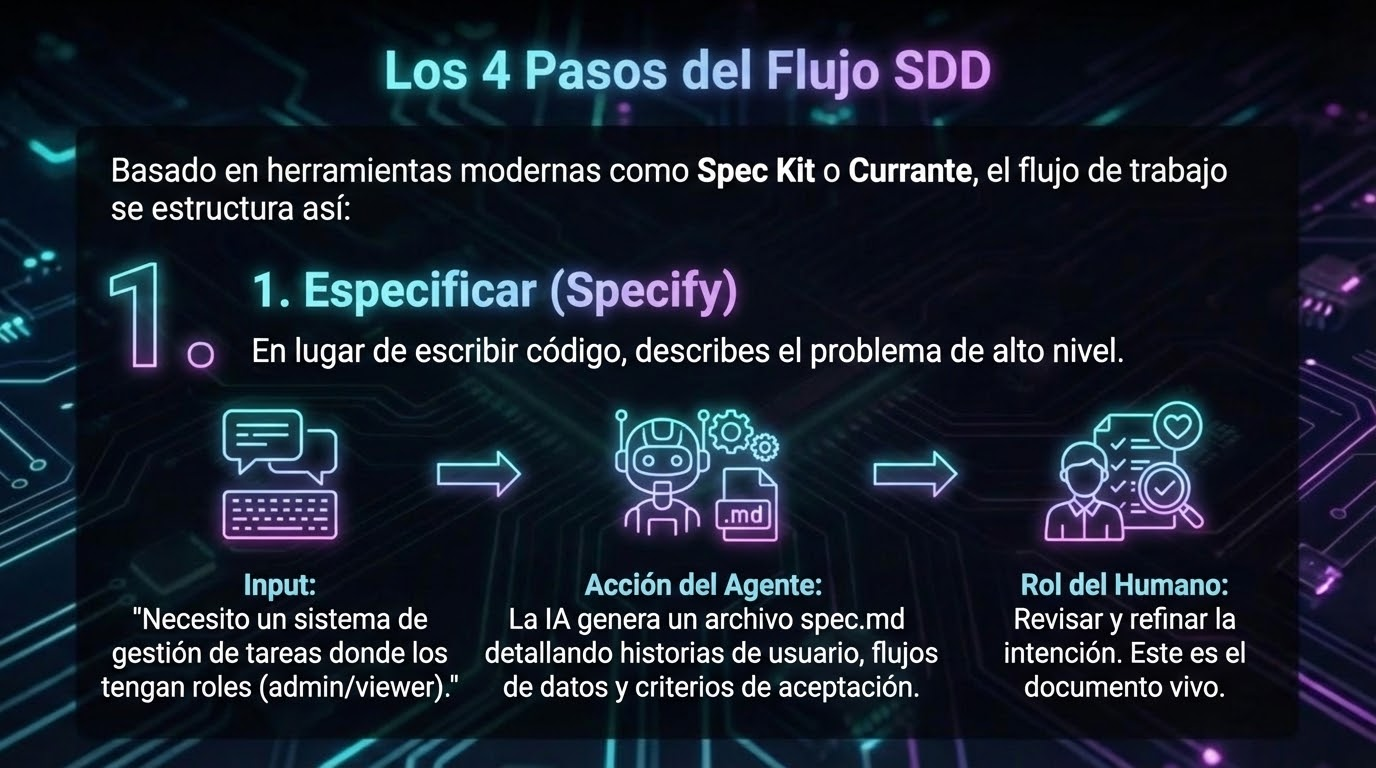 Los 4 Pasos del Flujo SDD
Basado en herramientas modernas como Spec Kit o Currante, el flujo de trabajo
se estructura así:
1.
1. Especificar (Specify)
En lugar de escribir código, describes el problema de alto nivel.
.md
Input:
"Necesito un sistema de
gestión de tareas donde los
tengan roles (admin/viewer)."
Acción del Agente:
La IA genera un archivo spec.md
detallando historias de usuario, flujos
de datos y criterios de aceptación.
Rol del Humano:
Revisar y refinar la
intención. Este es el
documento vivo.